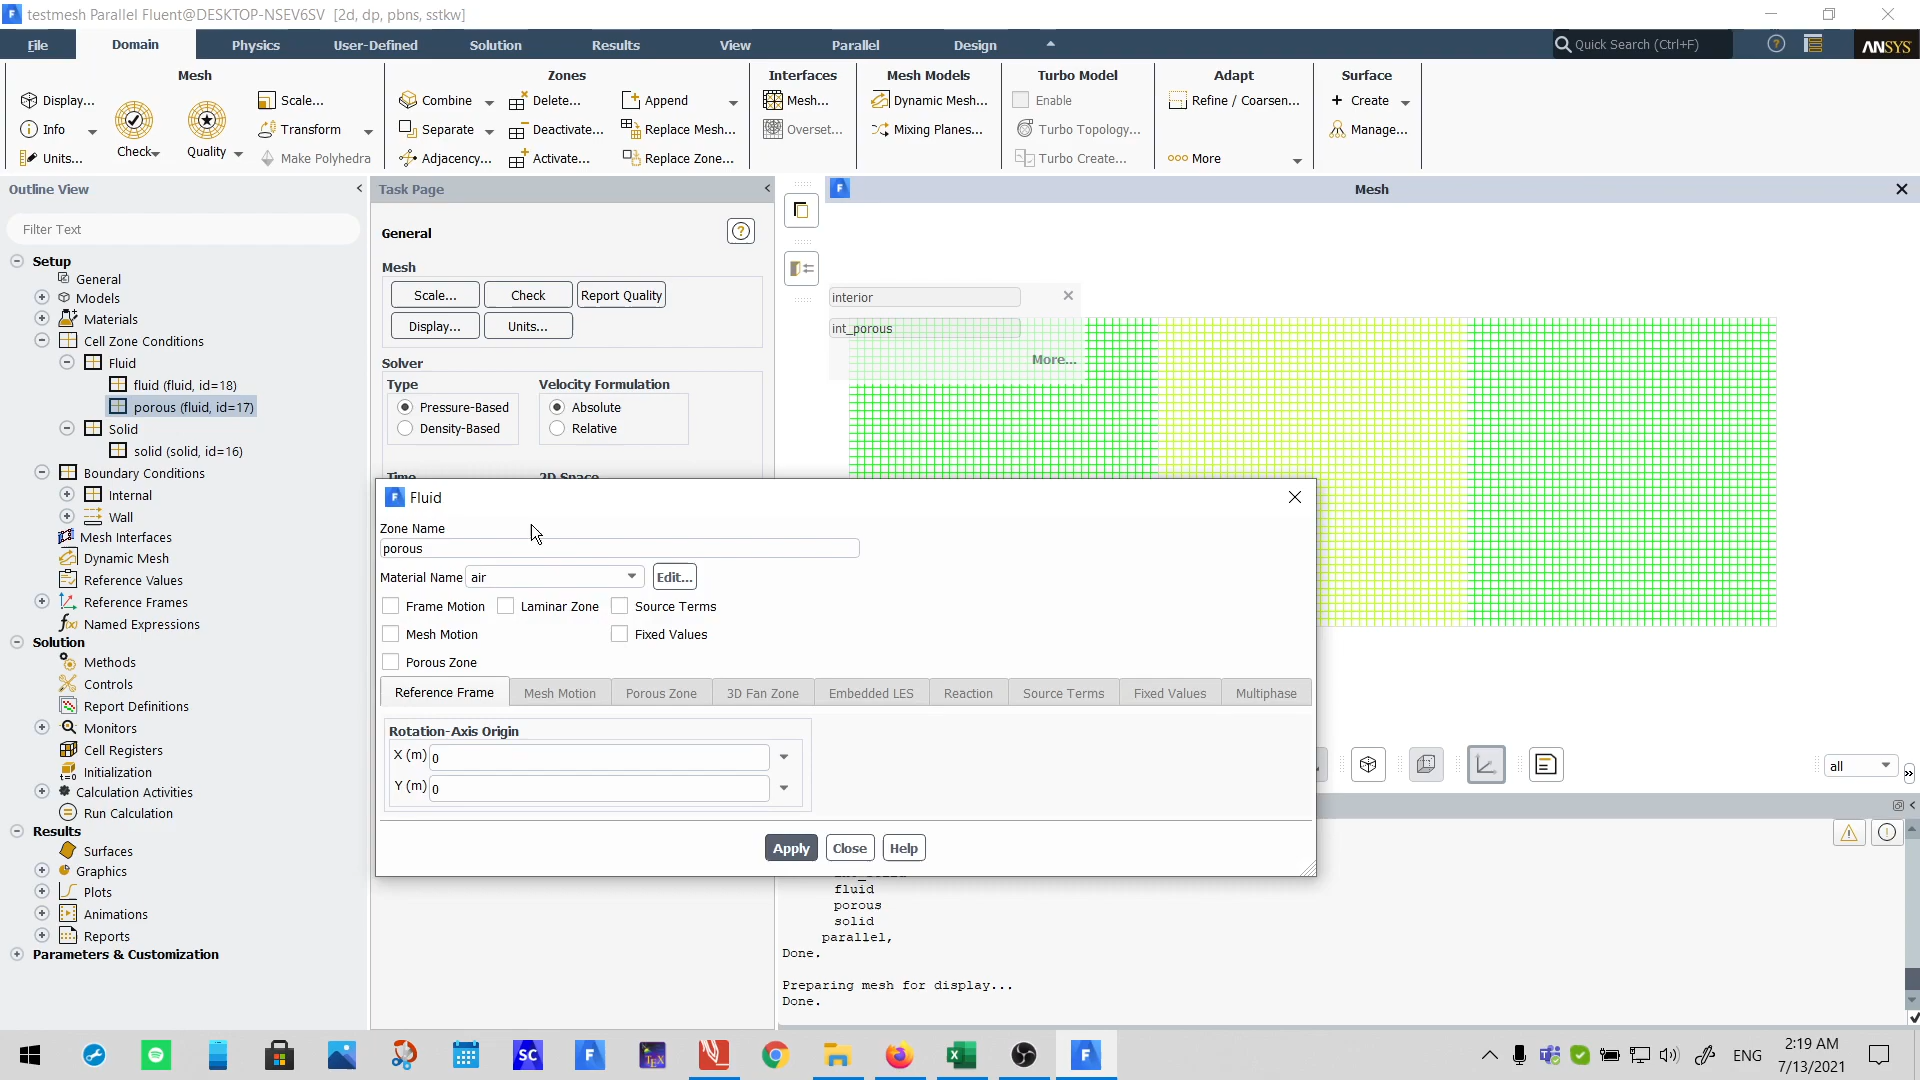 testmesh Parallel Fluent@DESKTOP-NSEV6SV [2d, dp, pbns, sstkw]
File Domain Physics User-Defined Solution Results View Parallel Design Quick Search (Ctrl+F) ANSYS
Mesh Zones Interfaces Mesh Models Turbo Model Adapt Surface
Display... Scale... Combine Delete... Append Mesh... Dynamic Mesh... Enable Refine / Coarsen... Create
Info Check Quality Transform Separate Deactivate... Replace Mesh... Overset... Mixing Planes... Turbo Topology... Manage...
Units... Make Polyhedra Adjacency... Activate... Replace Zone... Turbo Create... More
Outline View
Filter Text
Setup
General
Models
Materials
Cell Zone Conditions
Fluid
fluid (fluid, id=18)
porous (fluid, id=17)
Solid
solid (solid, id=16)
Boundary Conditions
Internal
Wall
Mesh Interfaces
Dynamic Mesh
Reference Values
Reference Frames
Named Expressions
Solution
Methods
Controls
Report Definitions
Monitors
Cell Registers
Initialization
Calculation Activities
Run Calculation
Results
Surfaces
Graphics
Plots
Animations
Reports
Parameters & Customization
Task Page
General
Mesh
Scale... Check Report Quality
Display... Units...
Solver
Type Velocity Formulation
Pressure-Based Absolute
Density-Based Relative
Time 2D Space
Mesh
interior
int_porous
More...
Fluid
Zone Name
porous
Material Name air Edit...
Frame Motion Laminar Zone Source Terms
Mesh Motion Fixed Values
Porous Zone
Reference Frame Mesh Motion Porous Zone 3D Fan Zone Embedded LES Reaction Source Terms Fixed Values Multiphase
Rotation-Axis Origin
X (m) 0
Y (m) 0
Apply Close Help
all
fluid
porous
solid
parallel,
Done.
Preparing mesh for display...
Done.
ENG
2:19 AM
7/13/2021